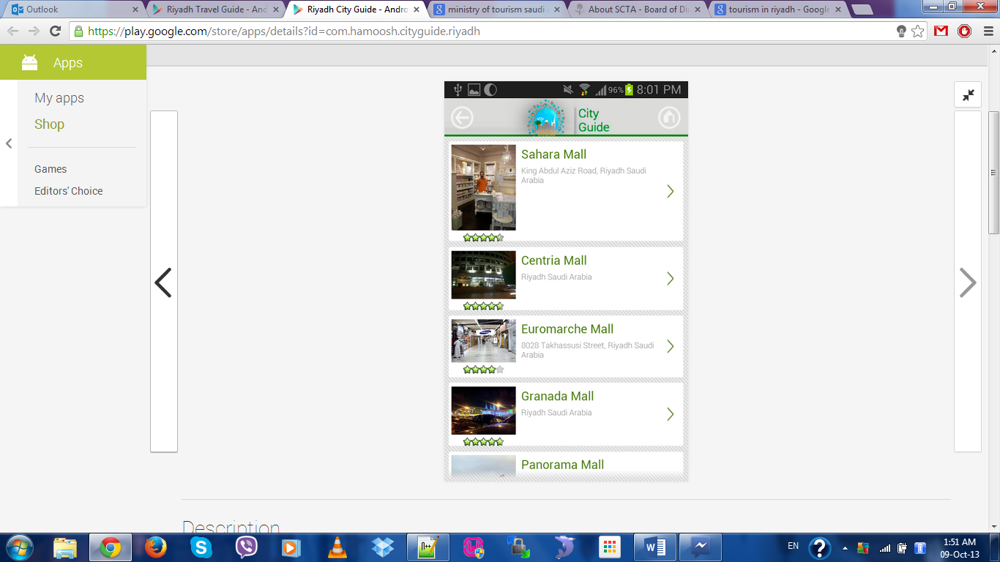 Outlook
Riyadh Travel Guide - And
Riyadh City Guide - Andro
ministry of tourism saudi
About SCTA - Board of Di
tourism in riyadh - Google
https://play.google.com/store/apps/details?id=com.hamoosh.cityguide.riyadh
Apps
My apps
Shop
Games
Editors' Choice
96% 8:01 PM
City
Guide
Sahara Mall
King Abdul Aziz Road, Riyadh Saudi
Arabia
Centria Mall
Riyadh Saudi Arabia
Euromarche Mall
8028 Takhassusi Street, Riyadh Saudi
Arabia
Granada Mall
Riyadh Saudi Arabia
Panorama Mall
Description
EN
1:51 AM
09-Oct-13